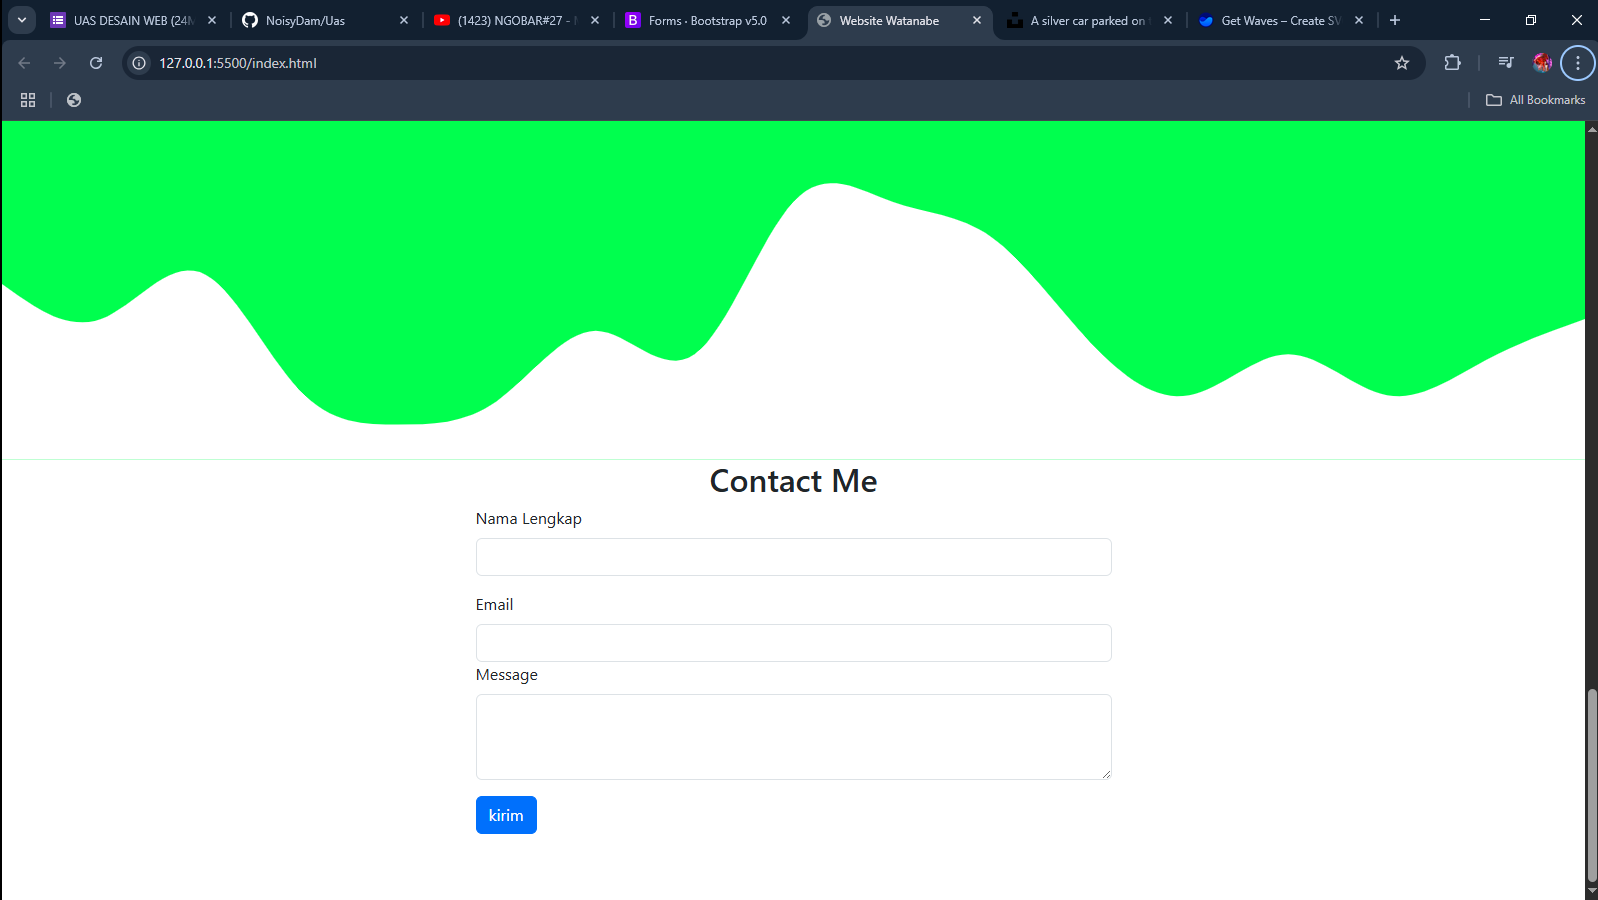 UAS DESAIN WEB (24M
NoisyDam/Uas
(1423) NGOBAR#27 -
Forms · Bootstrap v5.0
Website Watanabe
A silver car parked on
Get Waves – Create SV
127.0.0.1:5500/index.html
All Bookmarks
Contact Me
Nama Lengkap
Email
Message
kirim